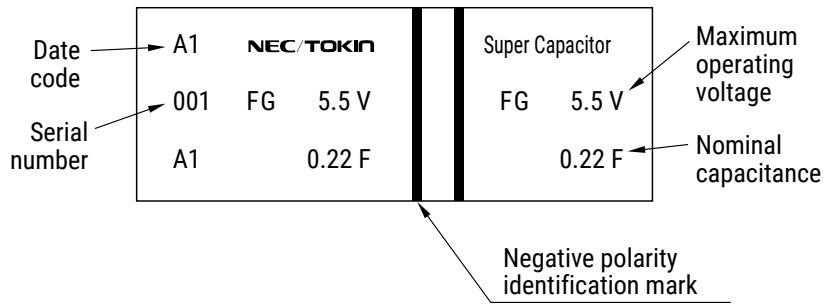 Date
code
A1 NEC/TOKIN
Super Capacitor
Maximum
operating
voltage
001 FG 5.5 V
FG 5.5 V
Serial
number
A1 0.22 F
0.22 F
Nominal
capacitance
Negative polarity
identification mark